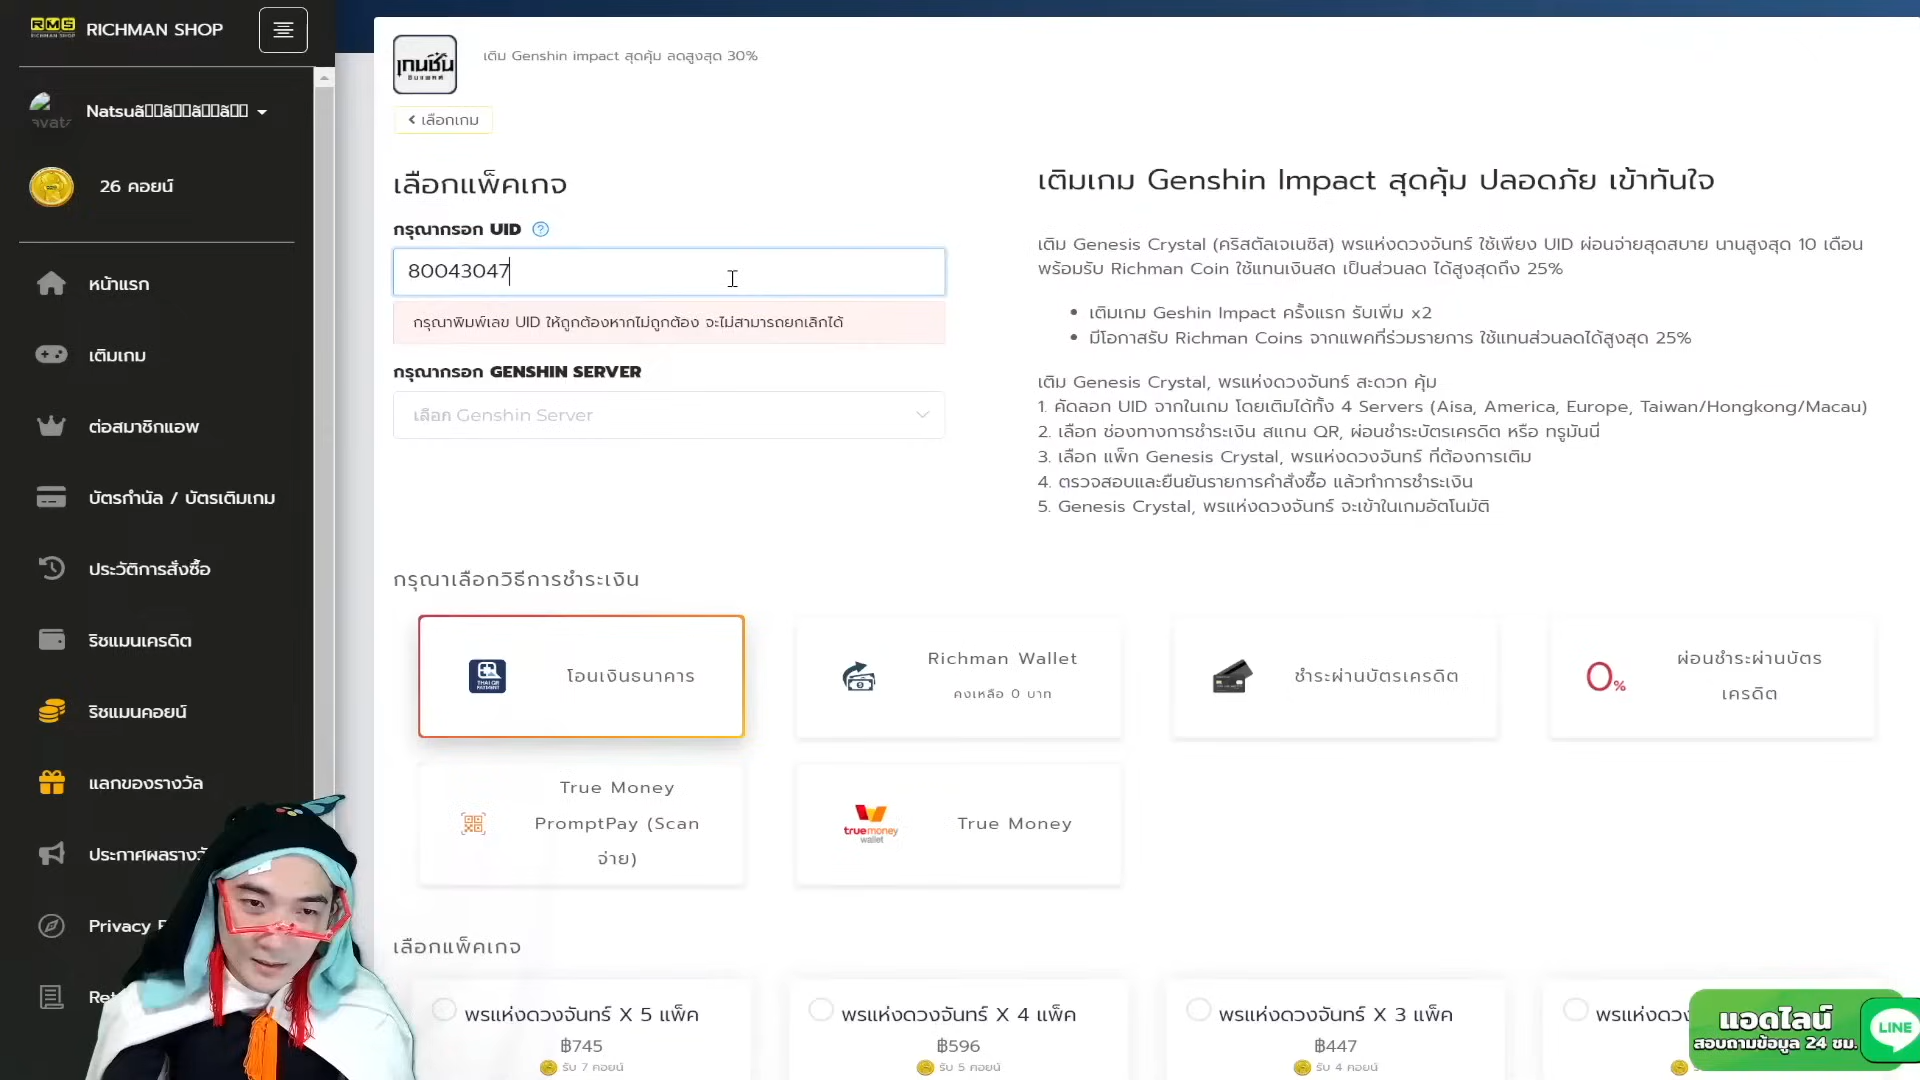 RMS
RICHMAN SHOP
RICHMAN SHOP
26 คอยน์
หน้าแรก
เติมเกม
ต่อสมาชิกแอพ
บัตรกำนัล / บัตรเติมเกม
ประวัติการสั่งซื้อ
ริชแมนเครดิต
ริชแมนคอยน์
แลกของรางวัล
ประกาศผลราง
Privacy
เกนชิน
อิมแพกต์
เติม Genshin impact สุดคุ้ม ลดสูงสุด 30%
เลือกเกม
เลือกแพ็คเกจ
กรุณากรอก UID
80043047
กรุณาพิมพ์เลข UID ให้ถูกต้องหากไม่ถูกต้อง จะไม่สามารถยกเลิกได้
กรุณากรอก GENSHIN SERVER
เลือก Genshin Server
เติมเกม Genshin Impact สุดคุ้ม ปลอดภัย เข้าทันใจ
เติม Genesis Crystal (คริสตัลเจเนซิส) พรแห่งดวงจันทร์ ใช้เพียง UID ผ่อนจ่ายสุดสบาย นานสูงสุด 10 เดือน
พร้อมรับ Richman Coin ใช้แทนเงินสด เป็นส่วนลด ได้สูงสุดถึง 25%
เติมเกม Geshin Impact ครั้งแรก รับเพิ่ม x2
มีโอกาสรับ Richman Coins จากแพคที่ร่วมรายการ ใช้แทนส่วนลดได้สูงสุด 25%
เติม Genesis Crystal, พรแห่งดวงจันทร์ สะดวก คุ้ม
1. คัดลอก UID จากในเกม โดยเติมได้ทั้ง 4 Servers (Aisa, America, Europe, Taiwan/Hongkong/Macau)
2. เลือก ช่องทางการชำระเงิน สแกน QR, ผ่อนชำระบัตรเครดิต หรือ ทรูมันนี่
3. เลือก แพ็ก Genesis Crystal, พรแห่งดวงจันทร์ ที่ต้องการเติม
4. ตรวจสอบและยืนยันรายการคำสั่งซื้อ แล้วทำการชำระเงิน
5. Genesis Crystal, พรแห่งดวงจันทร์ จะเข้าในเกมอัตโนมัติ
กรุณาเลือกวิธีการชำระเงิน
THAI QR
PAYMENT
โอนเงินธนาคาร
Richman Wallet
คงเหลือ 0 บาท
ชำระผ่านบัตรเครดิต
0%
ผ่อนชำระผ่านบัตร
เครดิต
True Money
PromptPay (Scan
จ่าย)
truemoney
wallet
True Money
เลือกแพ็คเกจ
พรแห่งดวงจันทร์ X 5 แพ็ค
฿745
รับ 7 คอยน์
พรแห่งดวงจันทร์ X 4 แพ็ค
฿596
รับ 5 คอยน์
พรแห่งดวงจันทร์ X 3 แพ็ค
฿447
รับ 4 คอยน์
พรแห่งดวง
แอดไลน์
สอบถามข้อมูล 24 ชม.
LINE